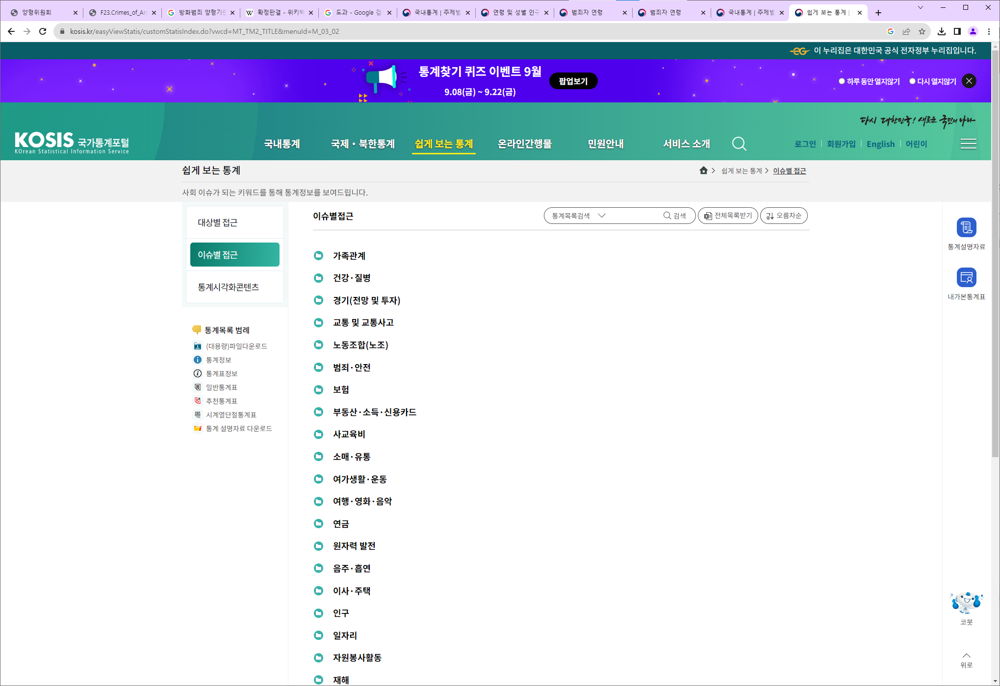 양형위원회
F23.Crimes_of_Ars
방화범죄 양형기준
확정판결 - 위키백
도과 - Google 검
국내통계 | 주제별
연령 및 성별 인구
범죄자 연령
범죄자 연령
국내통계 | 주제별
쉽게 보는 통계 |
kosis.kr/easyViewStatis/customStatisIndex.do?vwcd=MT_TM2_TITLE&menuId=M_03_02
이 누리집은 대한민국 공식 전자정부 누리집입니다.
통계찾기 퀴즈 이벤트 9월
9.08(금) ~ 9.22(금)
팝업보기
하루 동안 열지않기
다시 열지않기
다시 대한민국! 새로운 국민의 나라
KOSIS 국가통계포털
KOrean Statistical Information Service
국내통계
국제・북한통계
쉽게 보는 통계
온라인간행물
민원안내
서비스 소개
로그인
회원가입
English
어린이
쉽게 보는 통계
쉽게 보는 통계
이슈별 접근
사회 이슈가 되는 키워드를 통해 통계정보를 보여드립니다.
대상별 접근
이슈별 접근
통계시각화콘텐츠
통계목록 범례
(대용량)파일다운로드
통계정보
통계표정보
일반통계표
추천통계표
시계열단절통계표
통계 설명자료 다운로드
이슈별접근
통계목록검색
검색
전체목록받기
오름차순
가족관계
건강·질병
경기(전망 및 투자)
교통 및 교통사고
노동조합(노조)
범죄·안전
보험
부동산·소득·신용카드
사교육비
소매·유통
여가생활·운동
여행·영화·음악
연금
원자력 발전
음주·흡연
이사·주택
인구
일자리
자원봉사활동
재해
통계설명자료
내가본통계표
코봇
위로